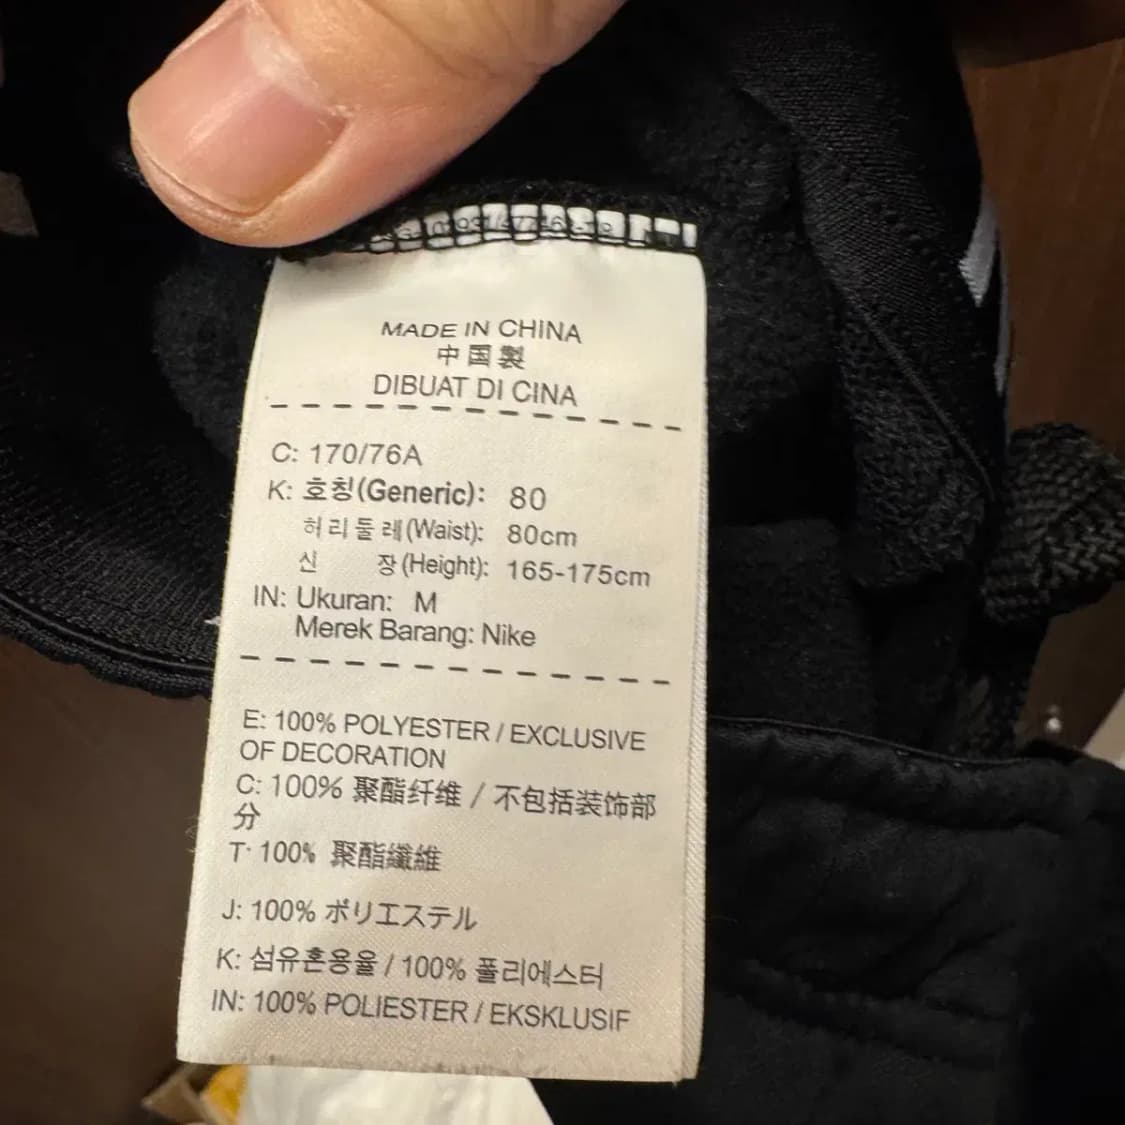 MADE IN CHINA
中国製
DIBUAT DI CINA
C: 170/76A
K: 호칭(Generic): 80
허리둘레(Waist): 80cm
신 장(Height): 165-175cm
IN: Ukuran: M
Merek Barang: Nike
E: 100% POLYESTER / EXCLUSIVE
OF DECORATION
C: 100% 聚酯纤维 / 不包括装饰部
分
T: 100% 聚酯纖維
J: 100% ポリエステル
K: 섬유혼용율 / 100% 폴리에스터
IN: 100% POLIESTER / EKSKLUSIF